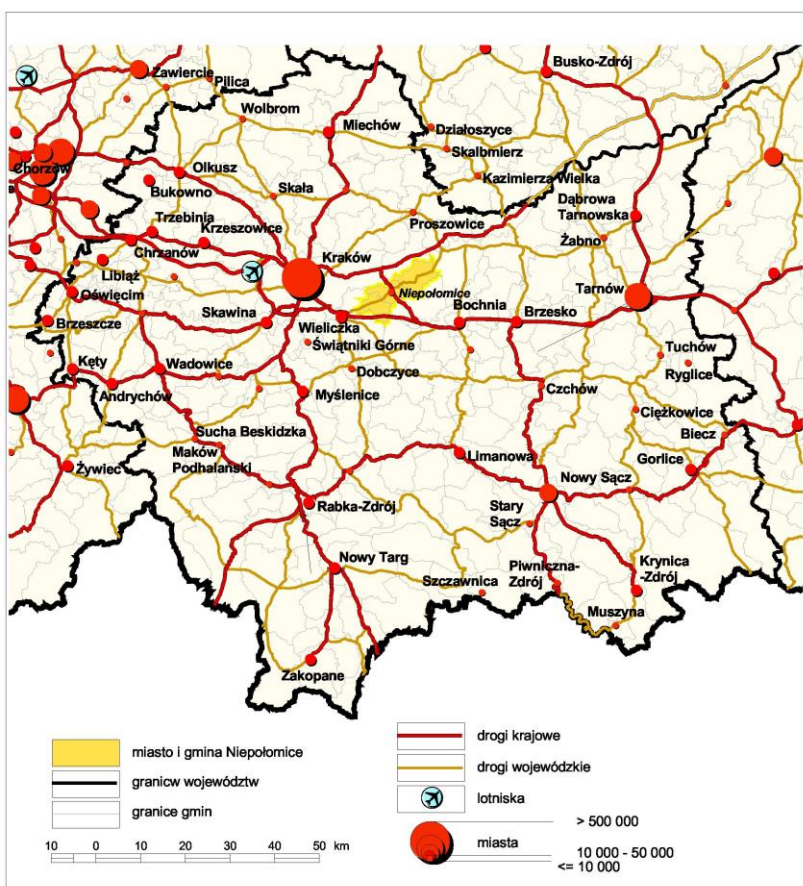 Zawiercie
Pilica
Busko-Zdrój
Wolbrom
Miechów
Działoszyce
Skalbmierz
Chorzów
Olkusz
Bukowno
Skała
Kazimierza Wielka
Dąbrowa
Tarnowska
Trzebinia
Krzeszowice
Proszowice
Żabno
Chrzanów
Kraków
Libiąż
Niepołomice
Tarnów
Oświęcim
Skawina
Bochnia
Brzesko
Brzeszcze
Wieliczka
Świątniki Górne
Tuchów
Kęty
Wadowice
Dobczyce
Ryglice
Andrychów
Myślenice
Czchów
Ciężkowice
Sucha Beskidzka
Biecz
Maków
Podhalański
Limanowa
Gorlice
Żywiec
Nowy Sącz
Rabka-Zdrój
Stary
Sącz
Nowy Targ
Piwniczna-
Zdrój
Krynica
-Zdrój
Szczawnica
Muszyna
Zakopane
miasto i gmina Niepołomice
granicw województw
granice gmin
10 0 10 20 30 40 50 km
drogi krajowe
drogi wojewódzkie
lotniska
> 500 000
miasta
10 000 - 50 000
<= 10 000